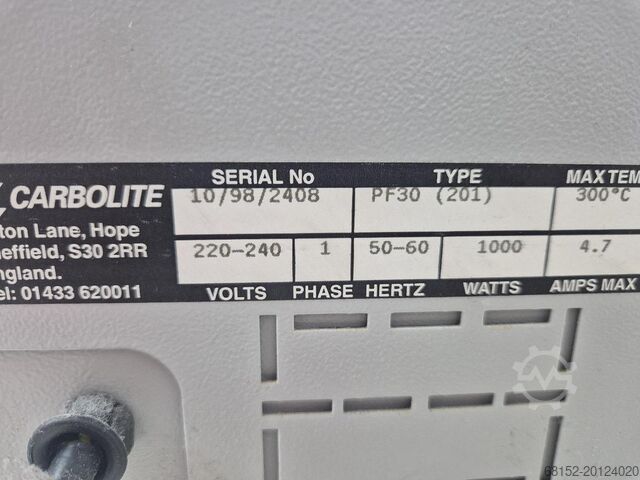 SERIAL No TYPE MAX TEM
CARBOLITE 10/98/2408 PF30 (201) 300°C
ton Lane, Hope
heffield, S30 2RR 220-240 1 50-60 1000 4.7
ngland.
el: 01433 620011 VOLTS PHASE HERTZ WATTS AMPS MAX
68152-20124020